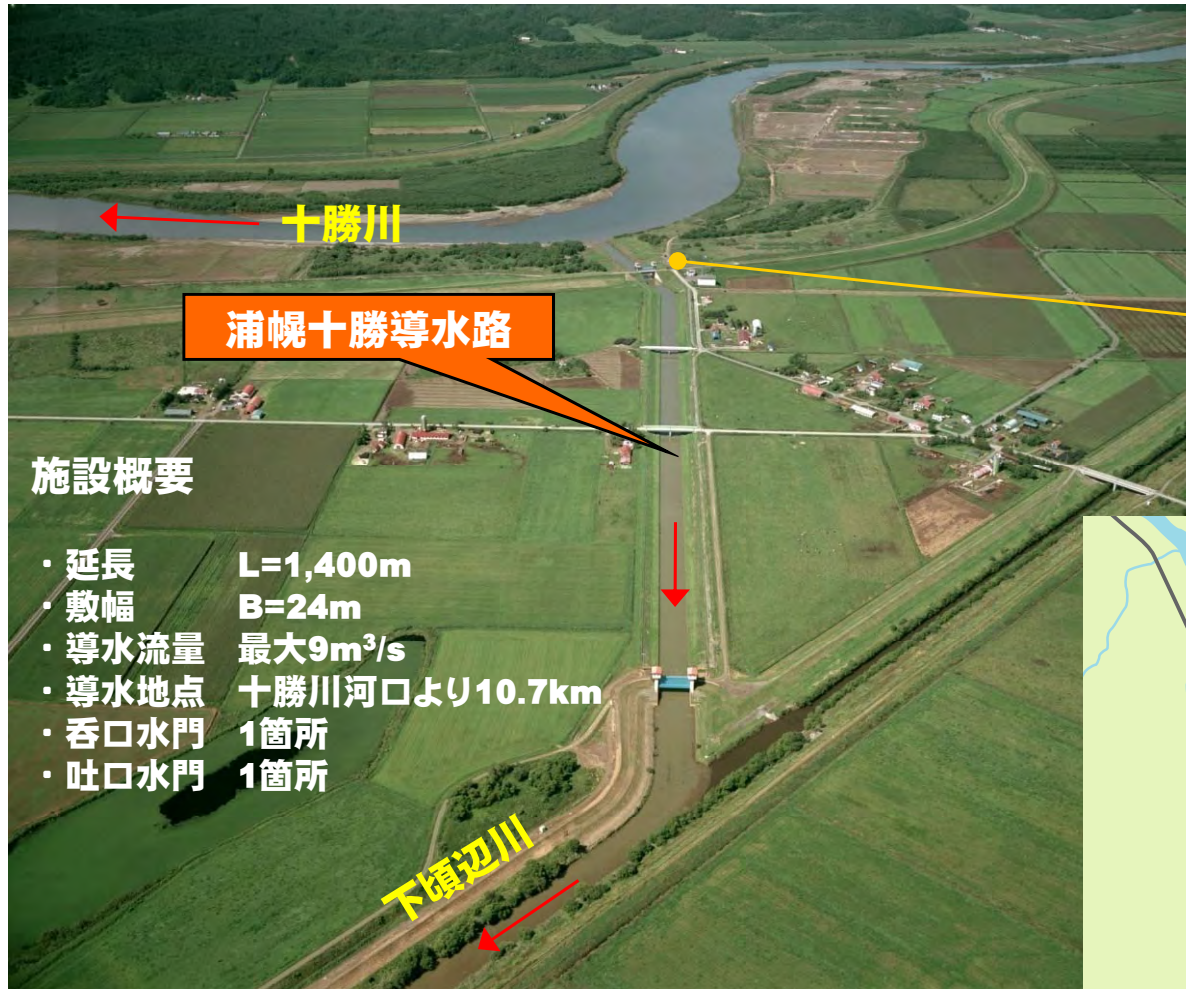 十勝川
浦幌十勝導水路
施設概要
・延長 L=1,400m
・敷幅 B=24m
・導水流量 最大9m³/s
・導水地点 十勝川河口より10.7km
・呑口水門 1箇所
・吐口水門 1箇所
下頃辺川